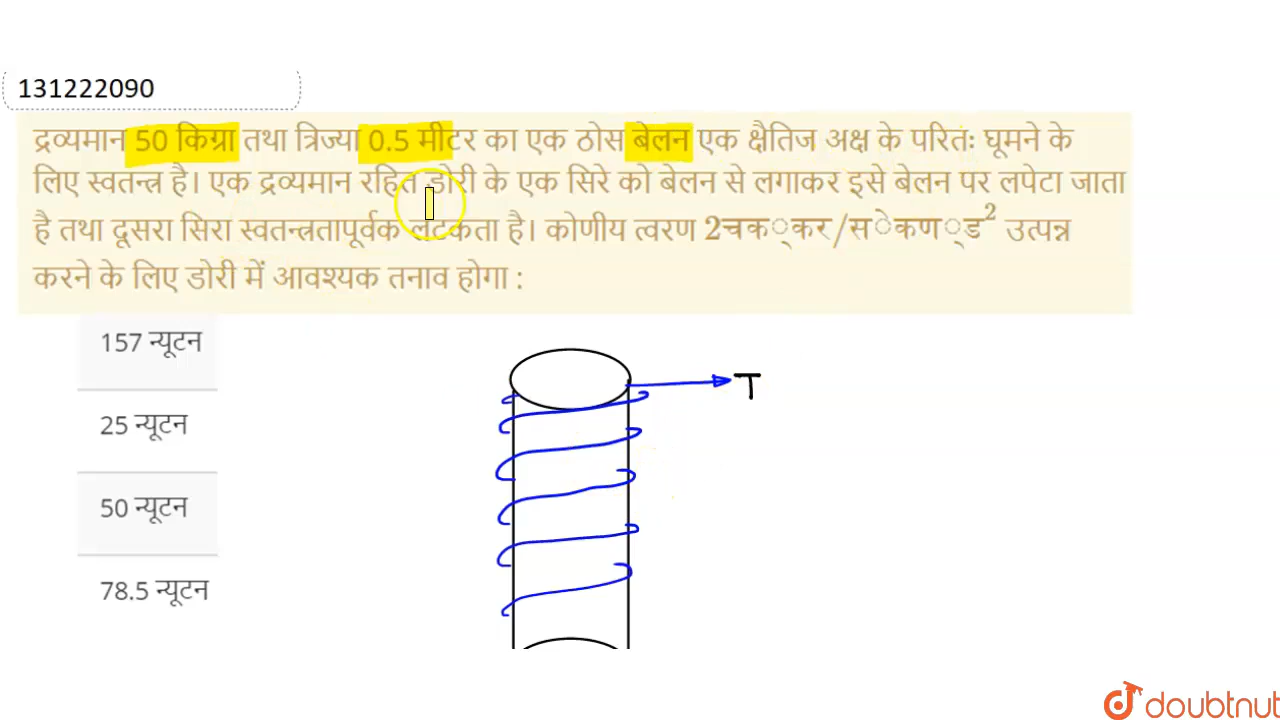 131222090
द्रव्यमान 50 किग्रा तथा त्रिज्या 0.5 मीटर का एक ठोस बेलन एक क्षैतिज अक्ष के परितः घूमने के
लिए स्वतन्त्र है। एक द्रव्यमान रहित डोरी के एक सिरे को बेलन से लगाकर इसे बेलन पर लपेटा जाता
है तथा दूसरा सिरा स्वतन्त्रतापूर्वक लटकता है। कोणीय त्वरण 2चक्कर/सेकण्ड² उत्पन्न
करने के लिए डोरी में आवश्यक तनाव होगा :
157 न्यूटन
T
25 न्यूटन
50 न्यूटन
78.5 न्यूटन
doubtnut